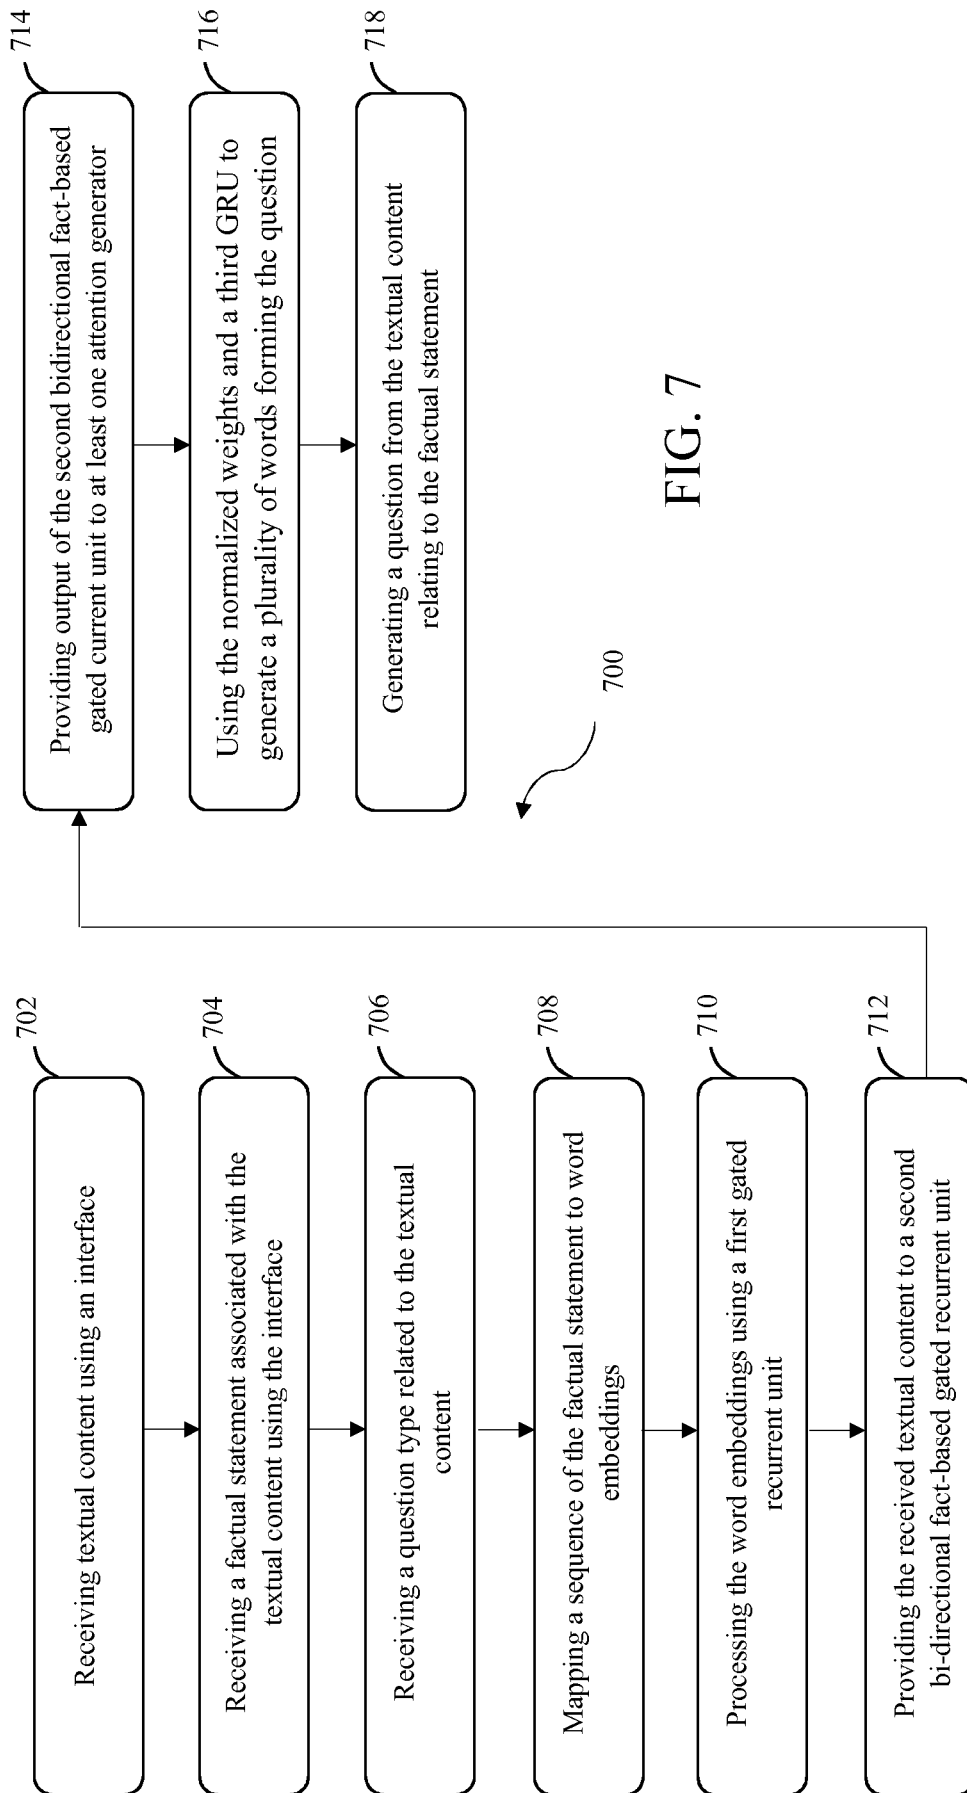 702
Receiving textual content using an interface
704
Receiving a factual statement associated with the
textual content using the interface
706
Receiving a question type related to the textual
content
708
Mapping a sequence of the factual statement to word
embeddings
710
Processing the word embeddings using a first gated
recurrent unit
712
Providing the received textual content to a second
bi-directional fact-based gated recurrent unit
714
Providing output of the second bidirectional fact-based
gated current unit to at least one attention generator
716
Using the normalized weights and a third GRU to
generate a plurality of words forming the question
718
Generating a question from the textual content
relating to the factual statement
700
FIG. 7